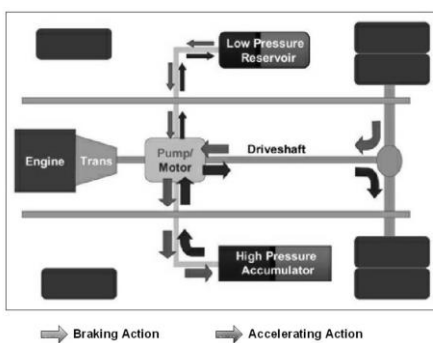 Low Pressure
Reservoir
Engine
Trans
Pump/
Motor
Driveshaft
High Pressure
Accumulator
Braking Action
Accelerating Action